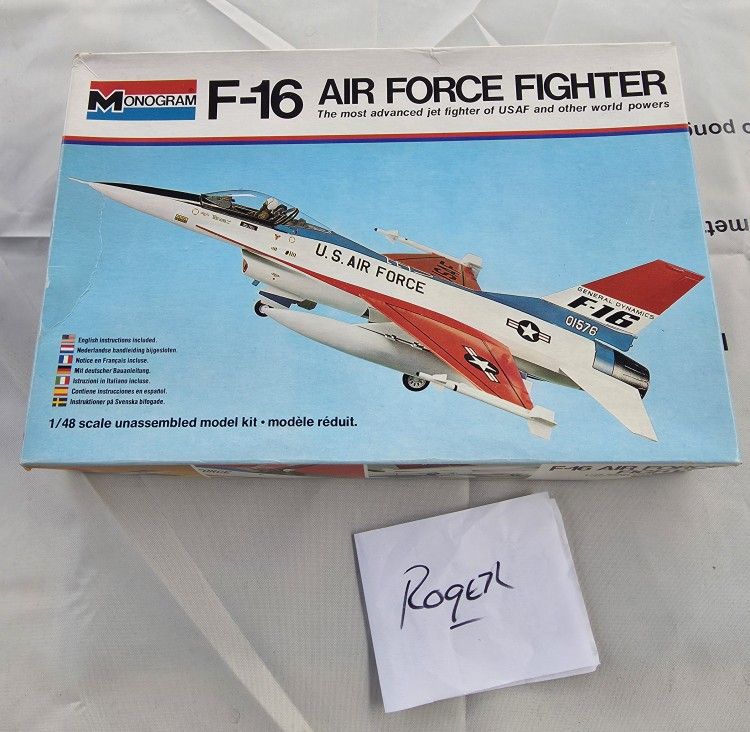 MONOGRAM® F-16 AIR FORCE FIGHTER
The most advanced jet fighter of USAF and other world powers
U.S. AIR FORCE
GENERAL DYNAMICS
F-16
01576
English instructions included.
Nederlandse handleiding bijgesloten.
Notice en Français incluse.
Mit deutscher Bauanleitung.
Istruzioni in Italiano incluse.
Contiene instrucciones en español.
Instruktioner på Svenska bifogade.
1/48 scale unassembled model kit • modèle réduit.
F-16 AIR
Roger